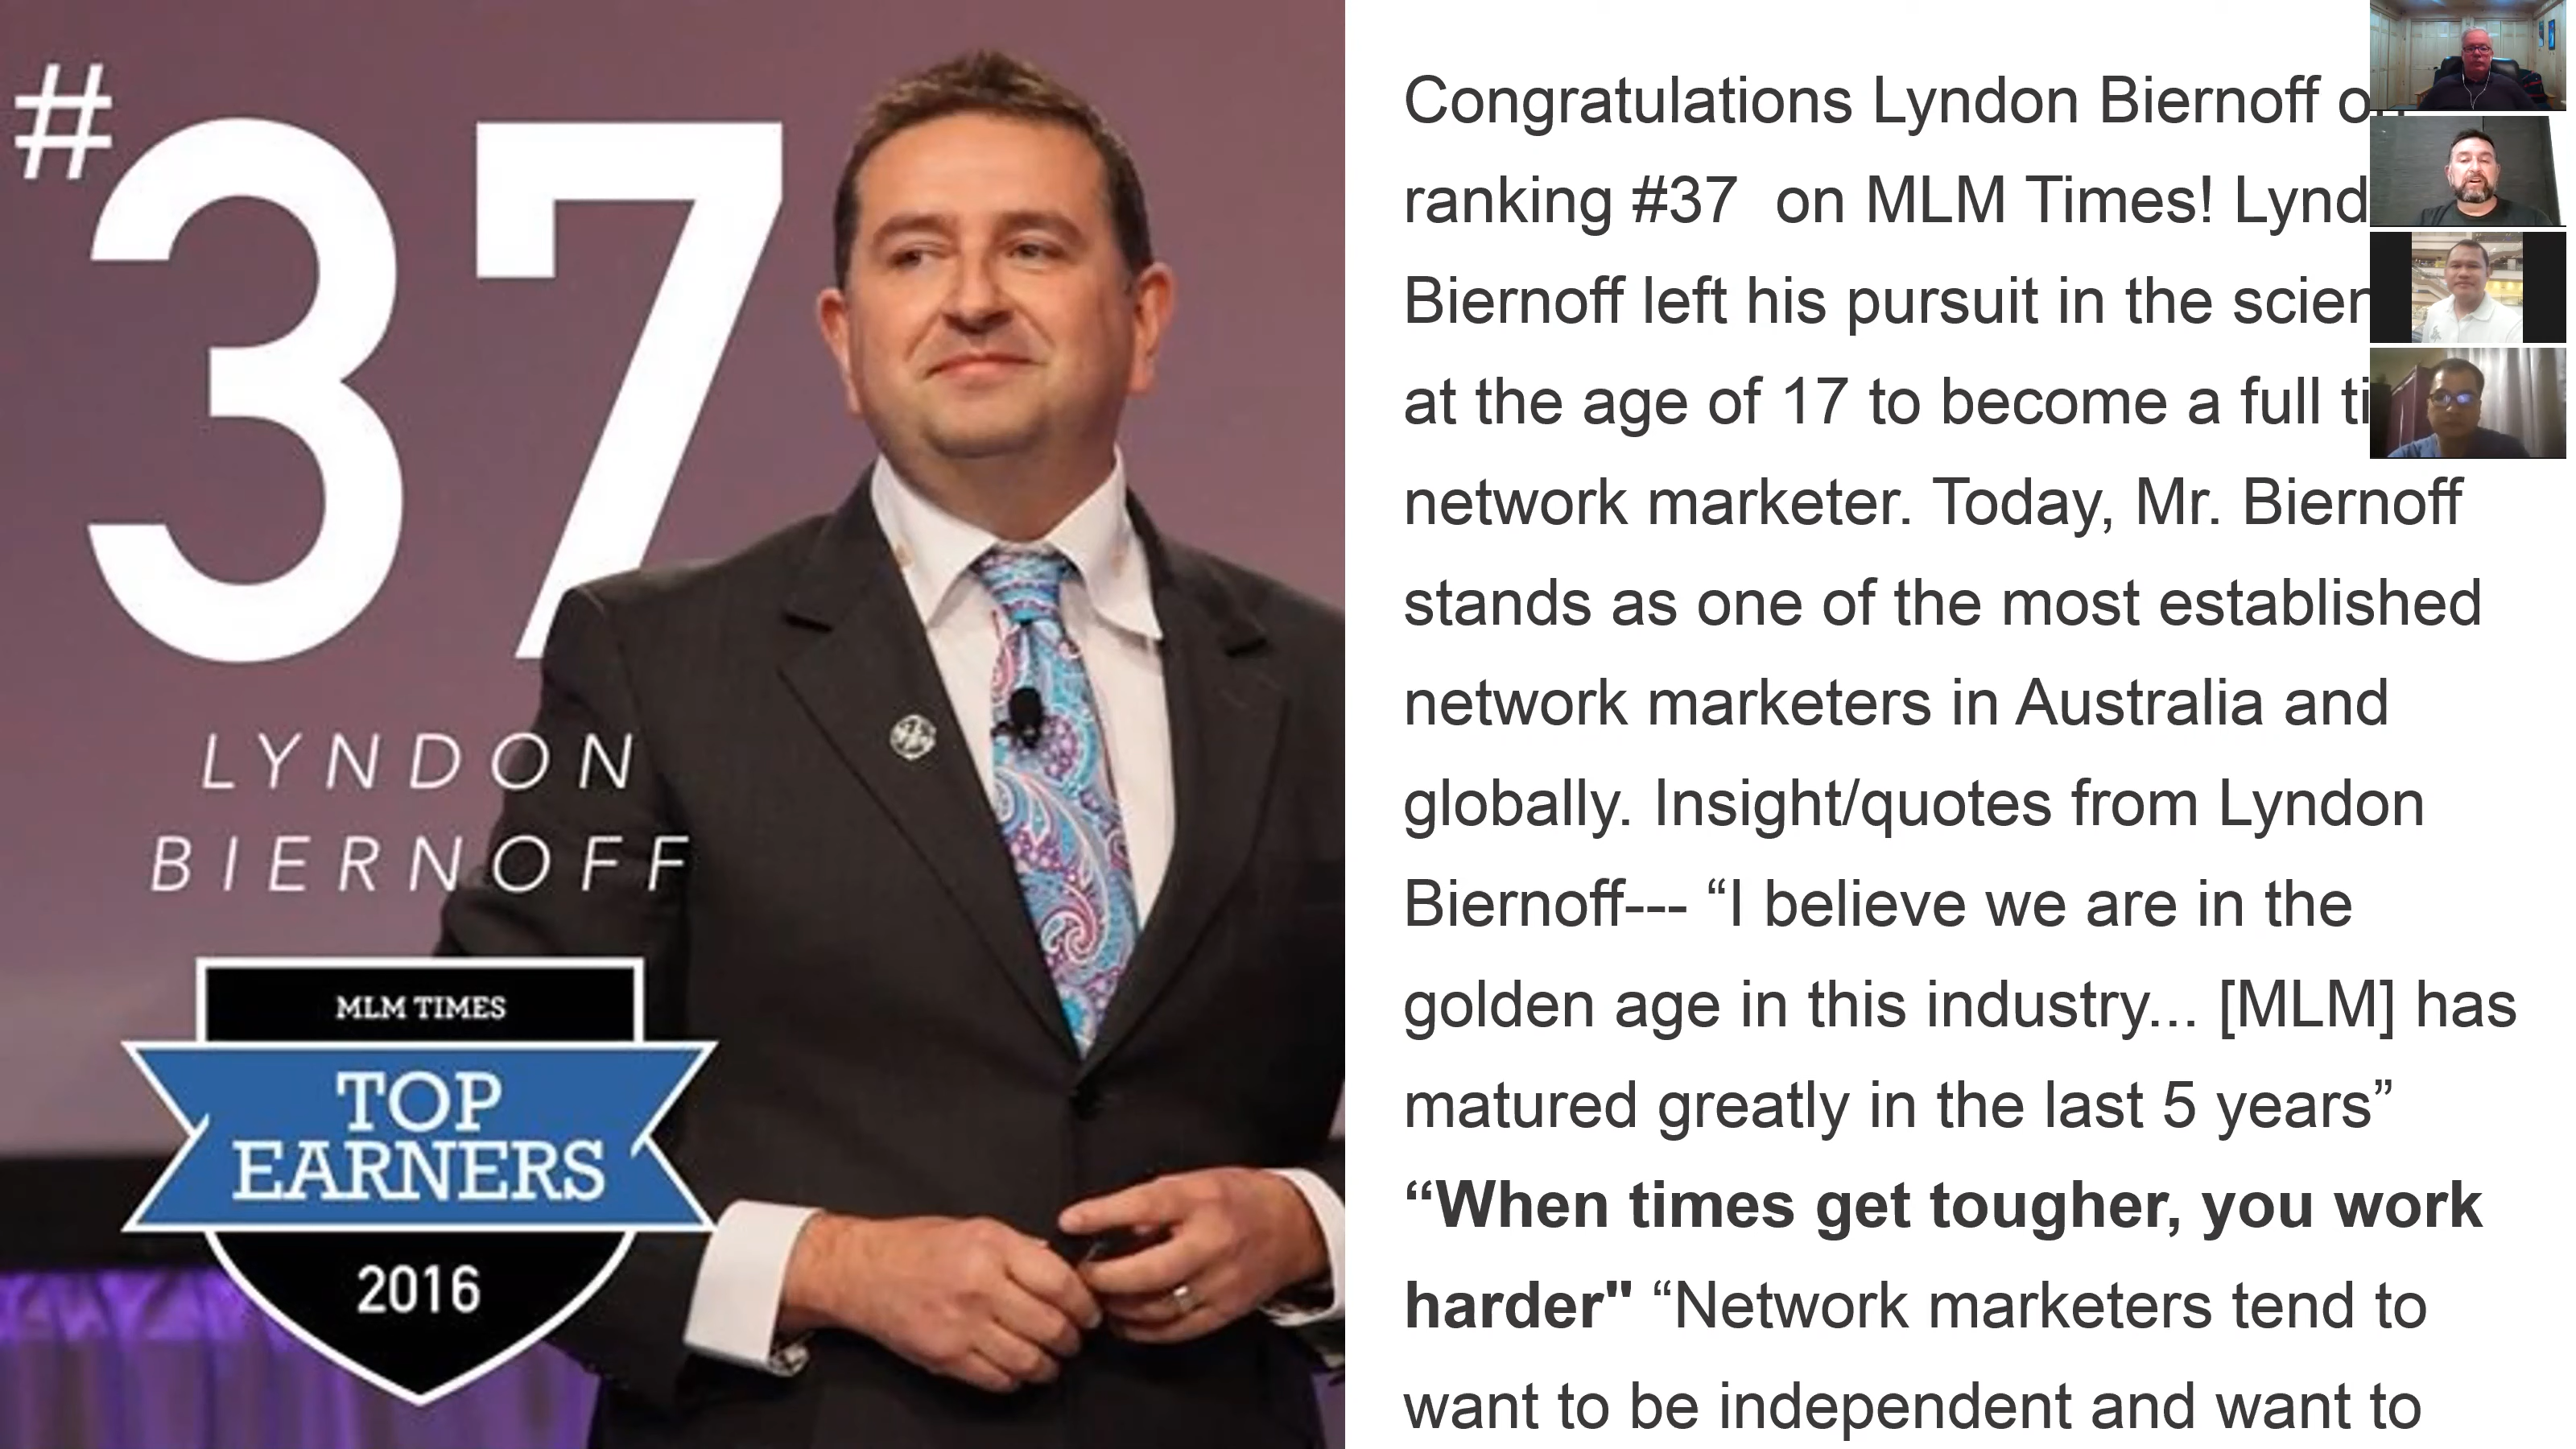 #37
LYNDON
BIERNOFF
MLM TIMES
TOP
EARNERS
2016
Congratulations Lyndon Biernoff
ranking #37 on MLM Times!
Biernoff left his pursuit in the
at the age of 17 to become a full
network marketer. Today, Mr. Biernoff
stands as one of the most established
network marketers in Australia and
globally. Insight/quotes from Lyndon
Biernoff--- “I believe we are in the
golden age in this industry... [MLM] has
matured greatly in the last 5 years”
“When times get tougher, you work
harder" “Network marketers tend to
want to be independent and want to